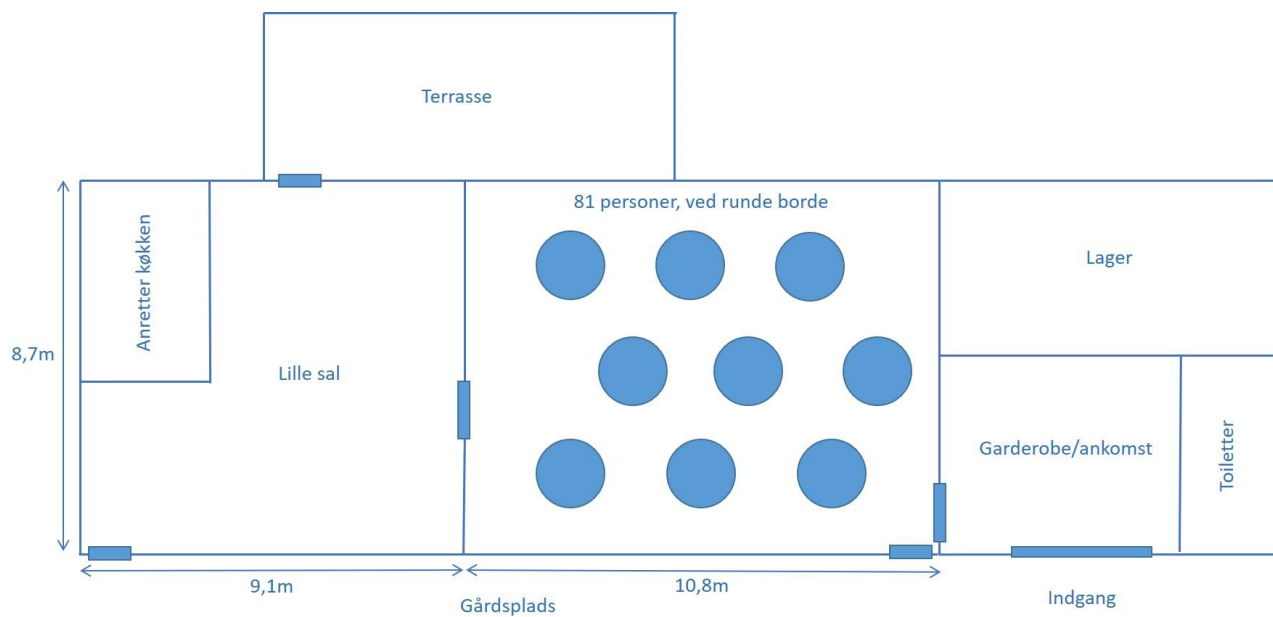 Terrasse
81 personer, ved runde borde
Anretter køkken
Lager
8,7m
Lille sal
Garderobe/ankomst
Toiletter
9,1m
10,8m
Gårdsplads
Indgang